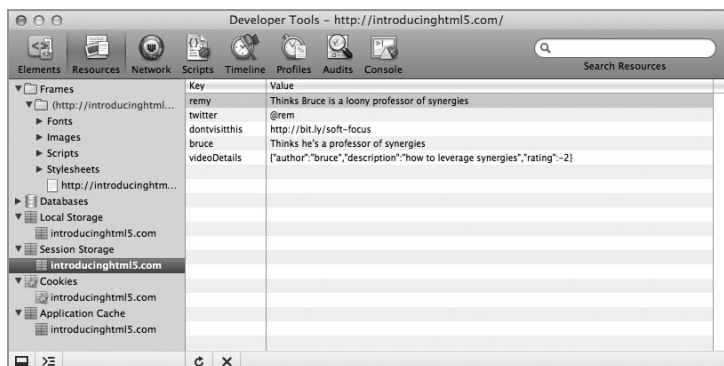 Developer Tools – http://introducinghtml5.com/
Elements Resources Network Scripts Timeline Profiles Audits Console
Search Resources
Frames
(http://introducinghtml...
Fonts
Images
Scripts
Stylesheets
http://introducinghtm...
Databases
Local Storage
introducinghtml5.com
Session Storage
introducinghtml5.com
Cookies
introducinghtml5.com
Application Cache
introducinghtml5.com
Key Value
remy Thinks Bruce is a loony professor of synergies
twitter @rem
dontvisitthis http://bit.ly/soft-focus
bruce Thinks he's a professor of synergies
videoDetails {"author":"bruce","description":"how to leverage synergies","rating":-2}